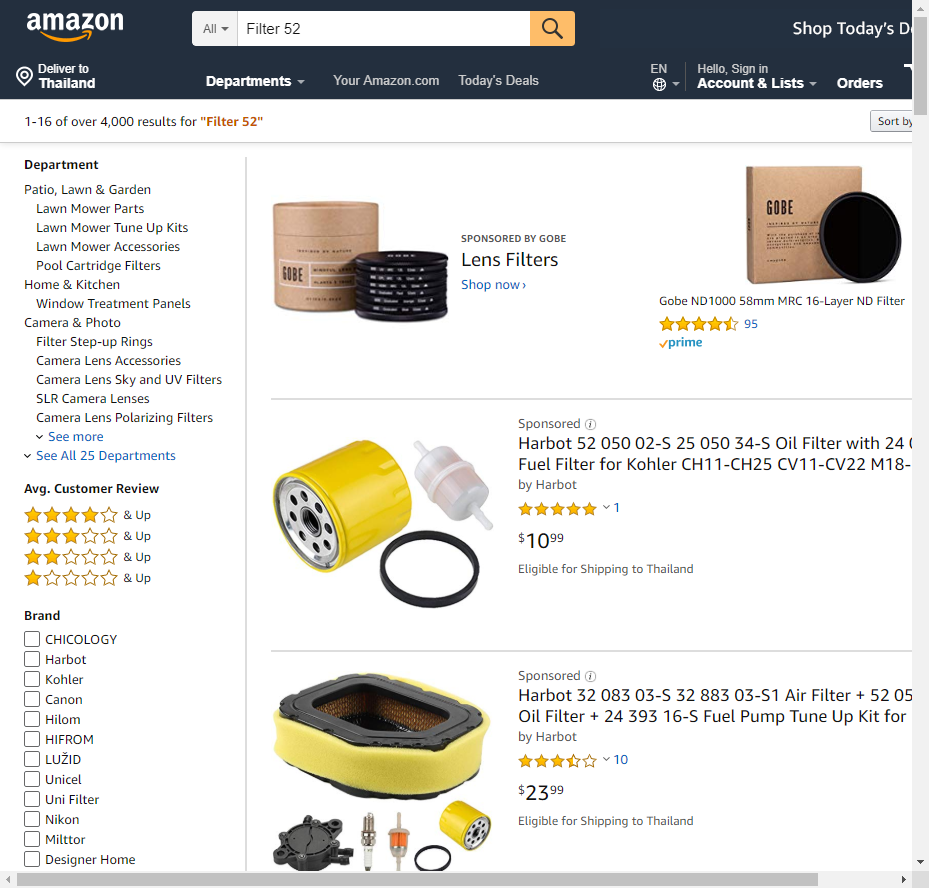 amazon
All
Filter 52
Shop Today's D
Deliver to
Thailand
Departments
Your Amazon.com
Today's Deals
EN
Hello, Sign in
Account & Lists
Orders
1-16 of over 4,000 results for "Filter 52"
Sort by
Department
Patio, Lawn & Garden
Lawn Mower Parts
Lawn Mower Tune Up Kits
Lawn Mower Accessories
Pool Cartridge Filters
Home & Kitchen
Window Treatment Panels
Camera & Photo
Filter Step-up Rings
Camera Lens Accessories
Camera Lens Sky and UV Filters
SLR Camera Lenses
Camera Lens Polarizing Filters
See more
See All 25 Departments
Avg. Customer Review
& Up
& Up
& Up
& Up
Brand
CHICOLOGY
Harbot
Kohler
Canon
Hilom
HIFROM
LUŽID
Unicel
Uni Filter
Nikon
Milttor
Designer Home
INSPIRED BY NATURE
GOBE
GOBE
SPONSORED BY GOBE
Lens Filters
Shop now ›
GOBE
INSPIRED BY NATURE
Gobe ND1000 58mm MRC 16-Layer ND Filter
95
prime
Sponsored
Harbot 52 050 02-S 25 050 34-S Oil Filter with 24 0
Fuel Filter for Kohler CH11-CH25 CV11-CV22 M18-
by Harbot
1
$10 99
Eligible for Shipping to Thailand
Sponsored
Harbot 32 083 03-S 32 883 03-S1 Air Filter + 52 05
Oil Filter + 24 393 16-S Fuel Pump Tune Up Kit for
by Harbot
10
$23 99
Eligible for Shipping to Thailand